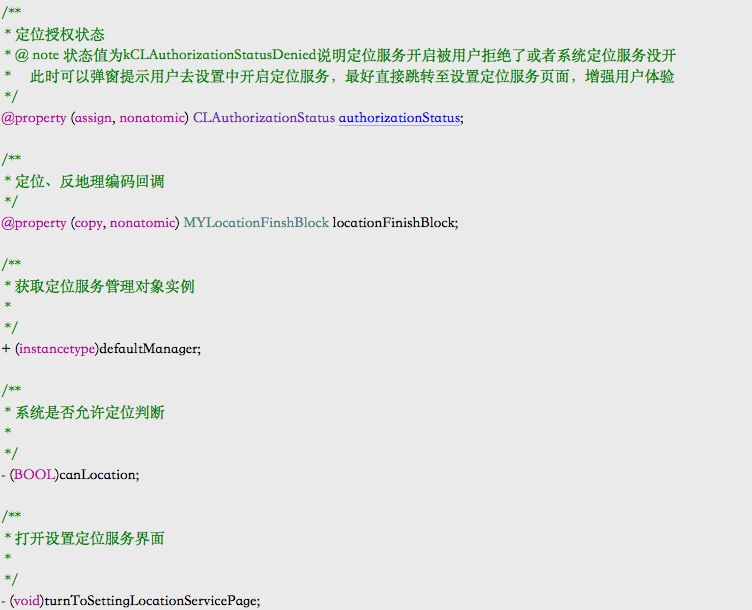 /**
* 定位授权状态
* @ note 状态值为kCLAuthorizationStatusDenied说明定位服务开启被用户拒绝了或者系统定位服务没开
* 此时可以弹窗提示用户去设置中开启定位服务，最好直接跳转至设置定位服务页面，增强用户体验
*/
@property (assign, nonatomic) CLAuthorizationStatus authorizationStatus;
/**
* 定位、反地理编码回调
*/
@property (copy, nonatomic) MYLocationFinshBlock locationFinishBlock;
/**
* 获取定位服务管理对象实例
*
*/
+ (instancetype)defaultManager;
/**
* 系统是否允许定位判断
*
*/
- (BOOL)canLocation;
/**
* 打开设置定位服务界面
*
*/
- (void)turnToSettingLocationServicePage;